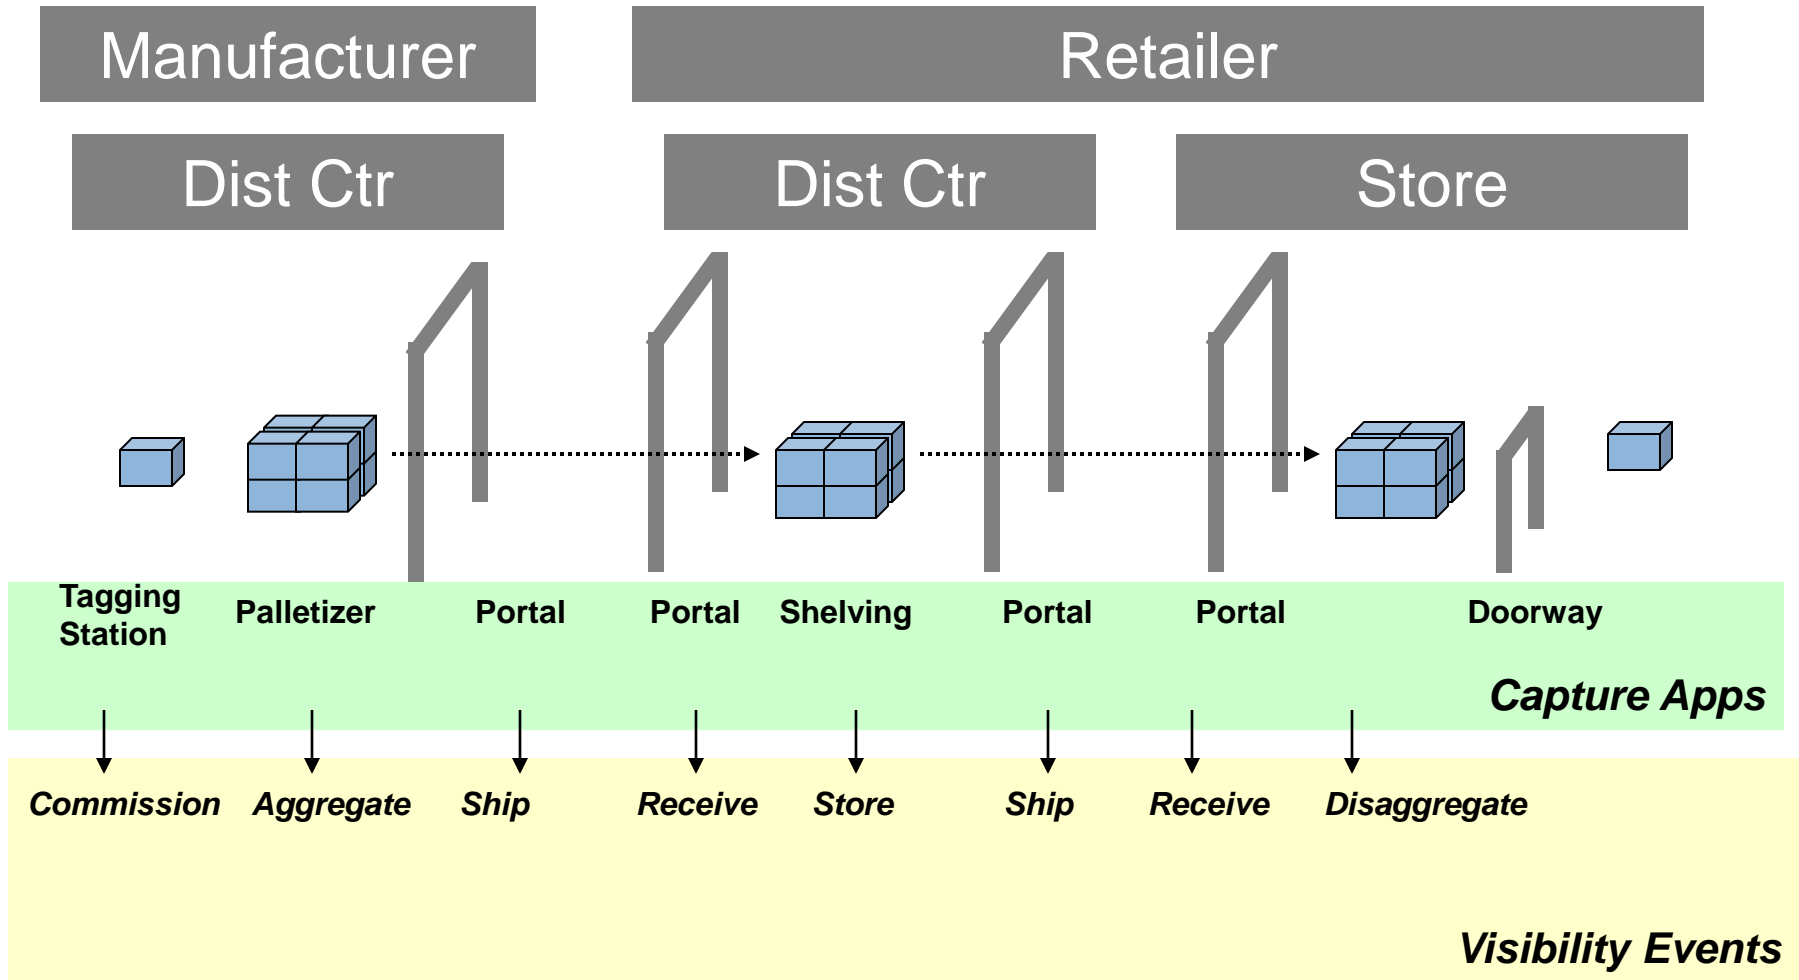 Manufacturer
Retailer
Dist Ctr
Dist Ctr
Store
Tagging
Station
Palletizer
Portal
Portal
Shelving
Portal
Portal
Doorway
Capture Apps
Commission
Aggregate
Ship
Receive
Store
Ship
Receive
Disaggregate
Visibility Events